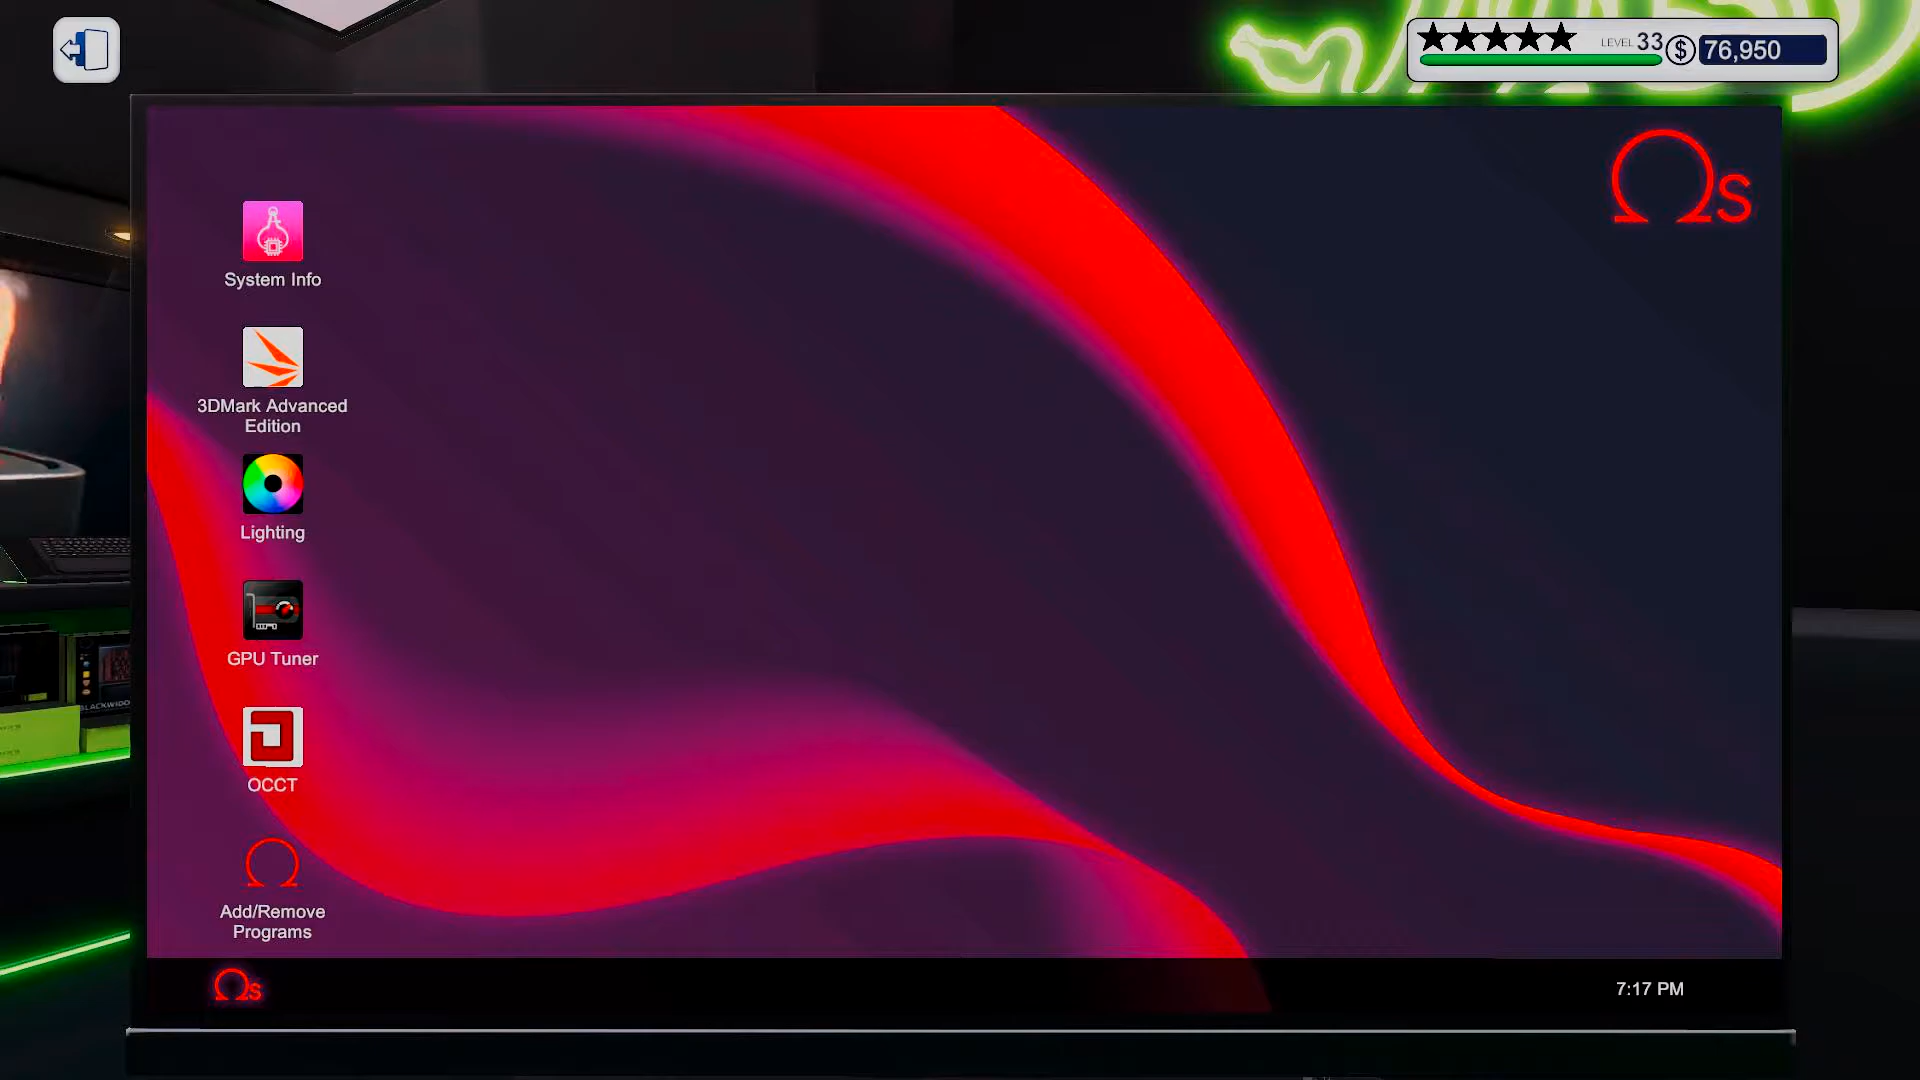 LEVEL 33
$ 76,950
Ωs
System Info
3DMark Advanced
Edition
Lighting
GPU Tuner
OCCT
Add/Remove
Programs
BLACKWIDO
Ωs
7:17 PM